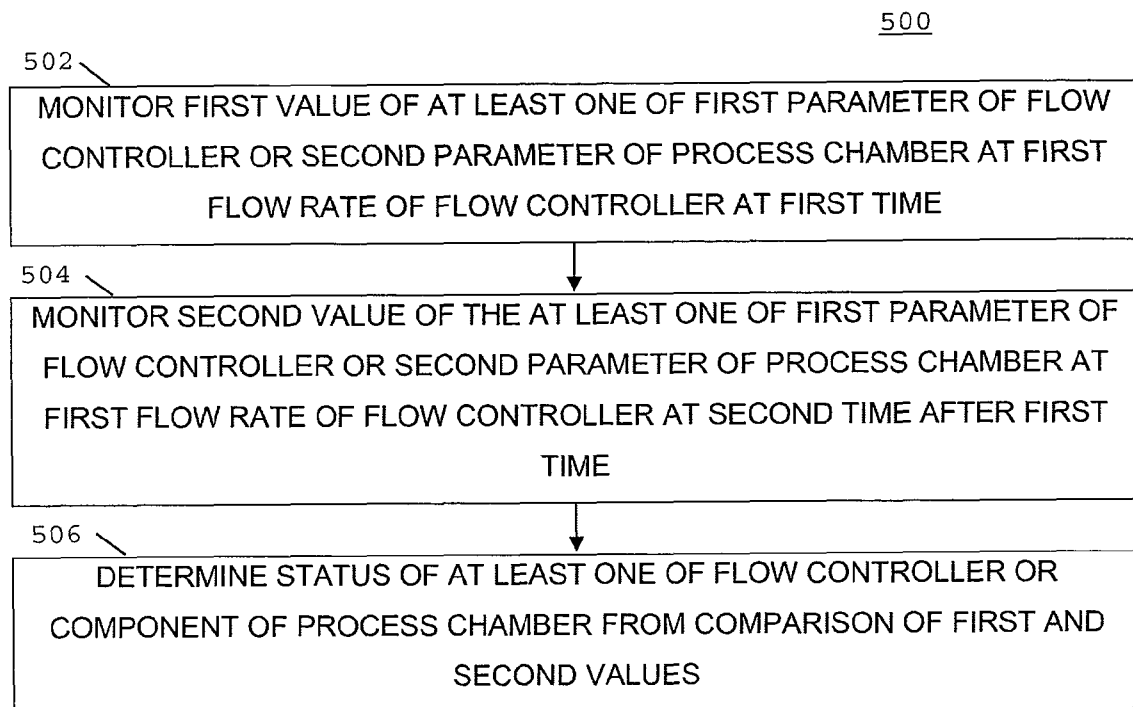 500
502
MONITOR FIRST VALUE OF AT LEAST ONE OF FIRST PARAMETER OF FLOW
CONTROLLER OR SECOND PARAMETER OF PROCESS CHAMBER AT FIRST
FLOW RATE OF FLOW CONTROLLER AT FIRST TIME
504
MONITOR SECOND VALUE OF THE AT LEAST ONE OF FIRST PARAMETER OF
FLOW CONTROLLER OR SECOND PARAMETER OF PROCESS CHAMBER AT
FIRST FLOW RATE OF FLOW CONTROLLER AT SECOND TIME AFTER FIRST
TIME
506
DETERMINE STATUS OF AT LEAST ONE OF FLOW CONTROLLER OR
COMPONENT OF PROCESS CHAMBER FROM COMPARISON OF FIRST AND
SECOND VALUES